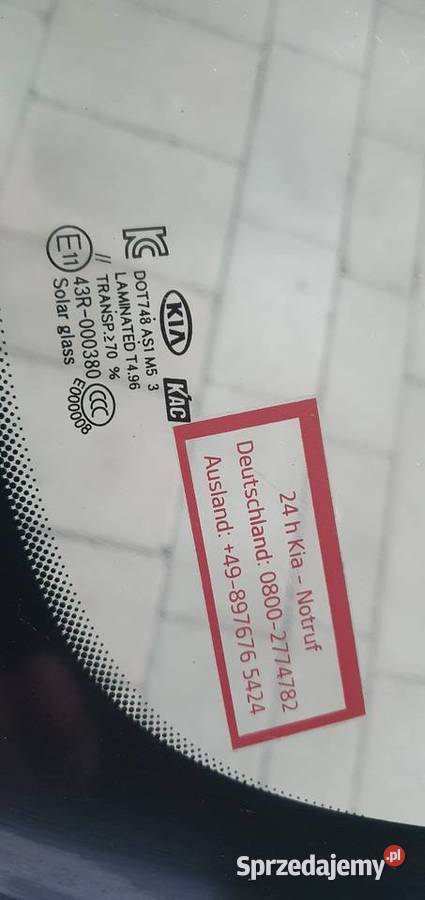 KIA
KAC
DOT748 AS1 M5 3
LAMINATED T4.96
// TRANSP.≥70 %
E11 43R-000380 CCC
Solar glass E000008
24 h Kia - Notruf
Deutschland: 0800-2774782
Ausland: +49-897676 5424
Sprzedajemy.pl